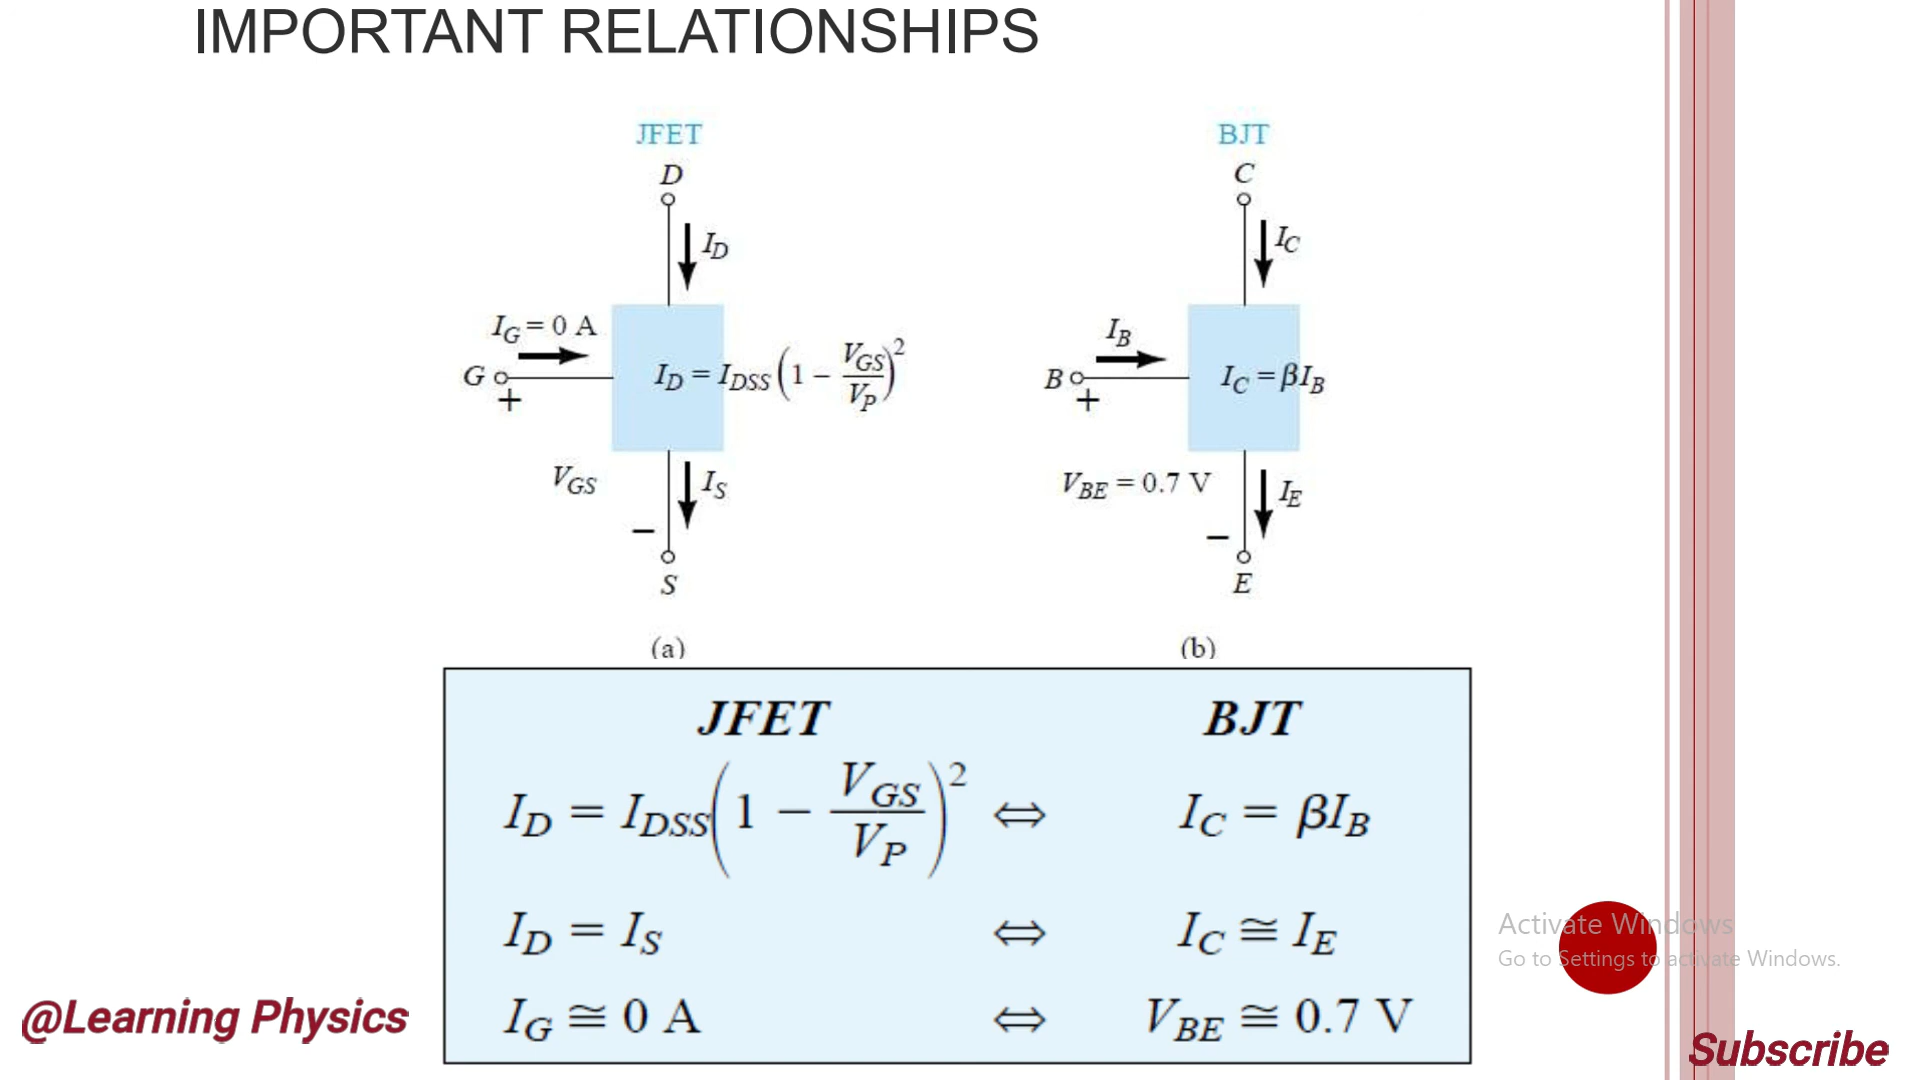 IMPORTANT RELATIONSHIPS
JFET
D
I_D
I_G = 0 A
G
+
I_D = I_DSS(1 − V_GS/V_P)²
V_GS
I_S
−
S
(a)
BJT
C
I_C
I_B
B
+
I_C = βI_B
V_BE = 0.7 V
I_E
−
E
(b)
JFET BJT
I_D = I_DSS(1 − V_GS/V_P)² ⇔ I_C = βI_B
I_D = I_S ⇔ I_C ≅ I_E
I_G ≅ 0 A ⇔ V_BE ≅ 0.7 V
Activate Windows
Go to Settings to activate Windows.
@Learning Physics
Subscribe